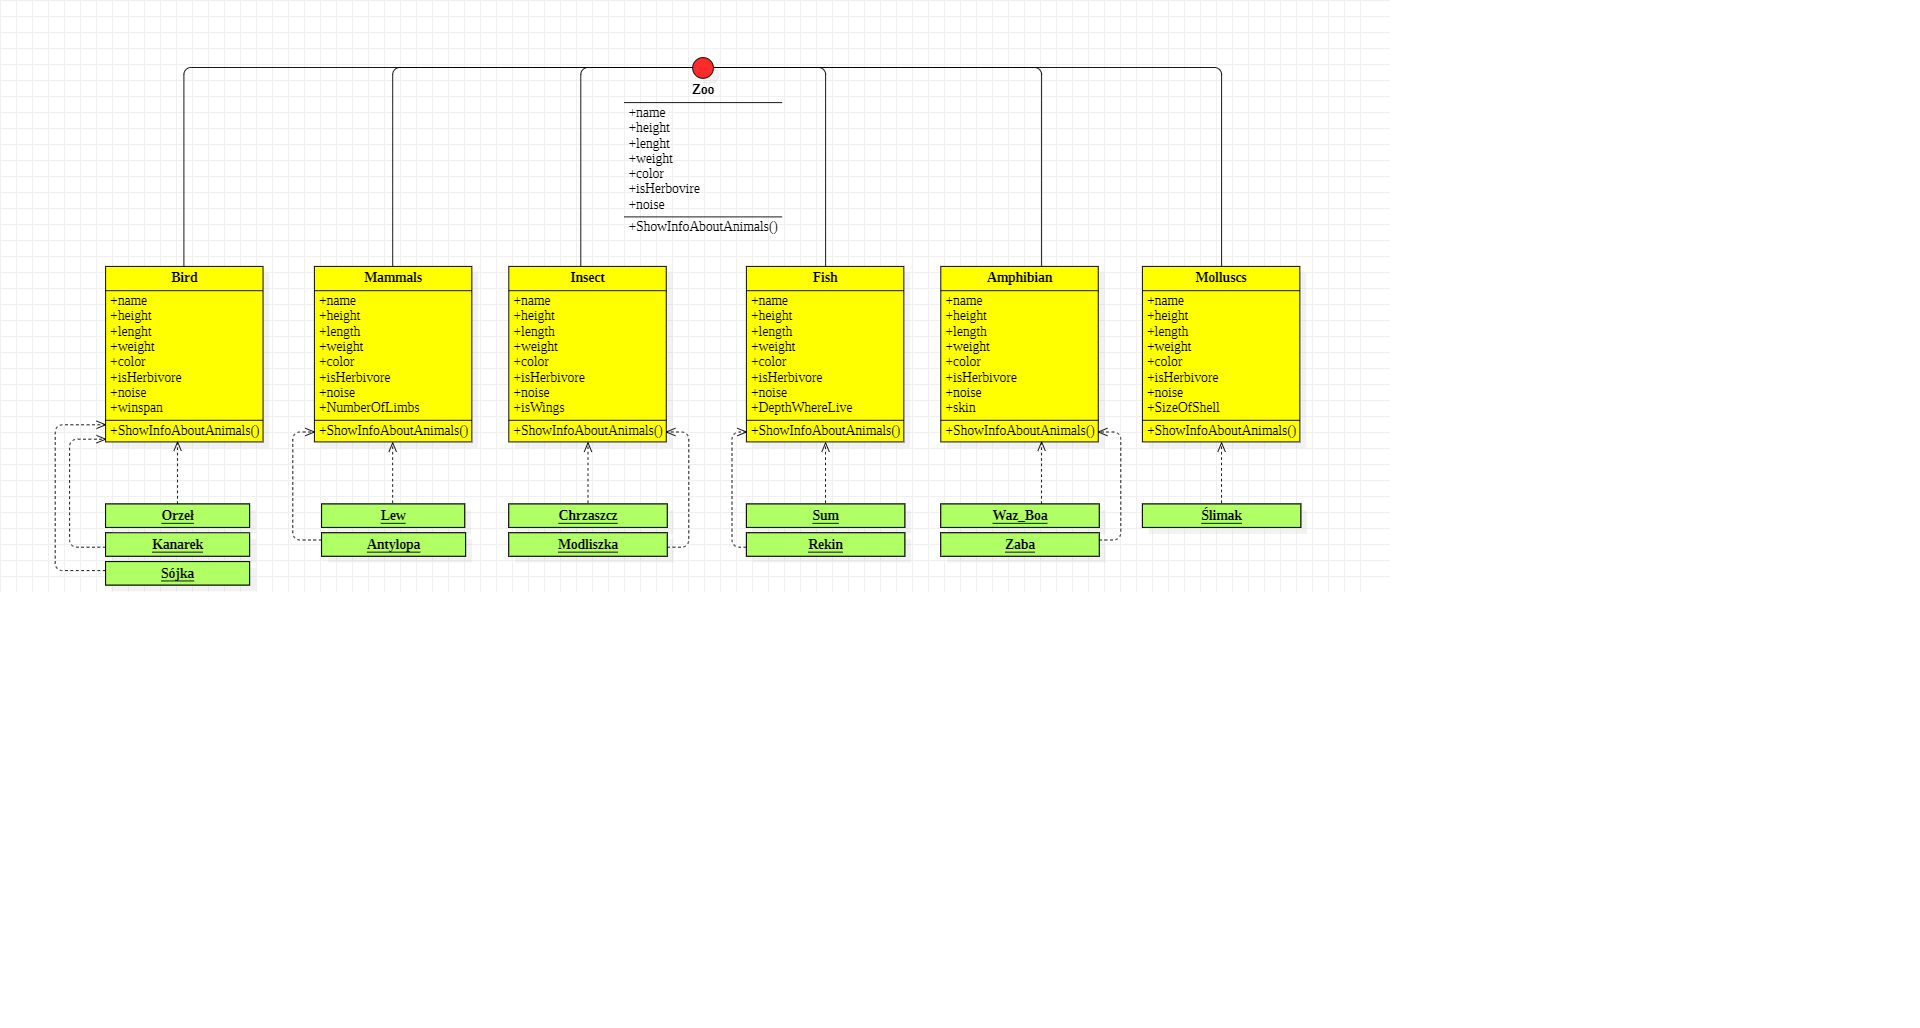 Zoo
+name
+height
+lenght
+weight
+color
+isHerbovire
+noise
+ShowInfoAboutAnimals()
Bird
+name
+height
+lenght
+weight
+color
+isHerbivore
+noise
+winspan
+ShowInfoAboutAnimals()
Mammals
+name
+height
+length
+weight
+color
+isHerbivore
+noise
+NumberOfLimbs
+ShowInfoAboutAnimals()
Insect
+name
+height
+length
+weight
+color
+isHerbivore
+noise
+isWings
+ShowInfoAboutAnimals()
Fish
+name
+height
+length
+weight
+color
+isHerbivore
+noise
+DepthWhereLive
+ShowInfoAboutAnimals()
Amphibian
+name
+height
+length
+weight
+color
+isHerbivore
+noise
+skin
+ShowInfoAboutAnimals()
Molluscs
+name
+height
+length
+weight
+color
+isHerbivore
+noise
+SizeOfShell
+ShowInfoAboutAnimals()
Orzeł
Kanarek
Sójka
Lew
Antylopa
Chrzaszcz
Modliszka
Sum
Rekin
Waz_Boa
Zaba
Ślimak